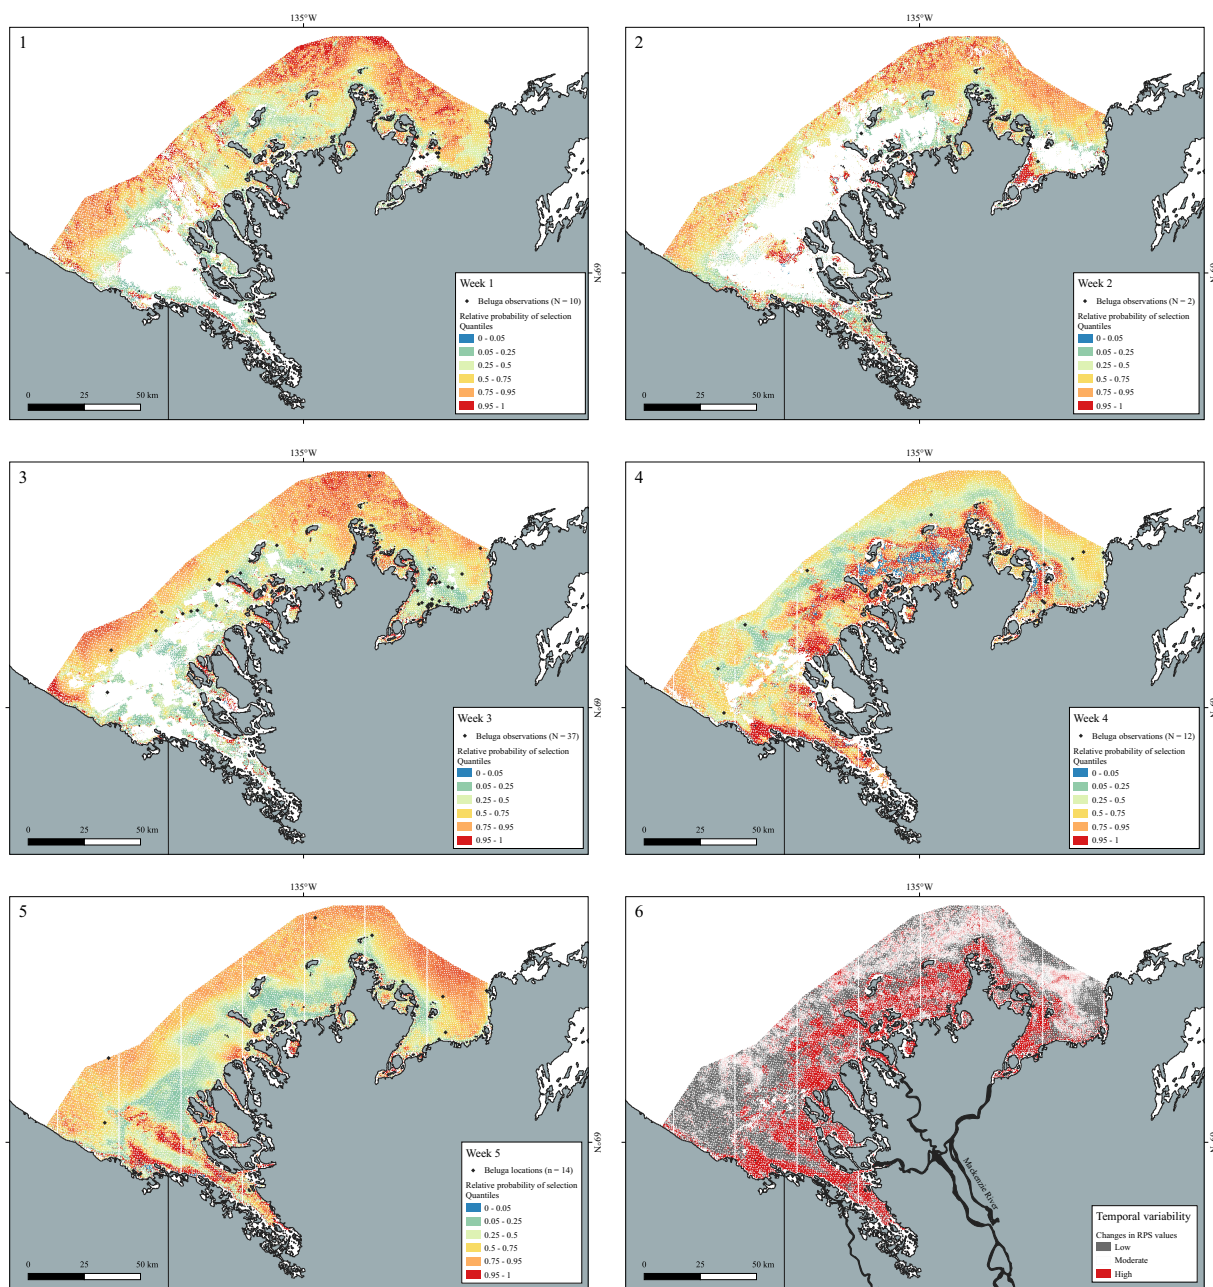 1
135°W
69°N
Week 1
Beluga observations (N = 10)
Relative probability of selection
Quantiles
0 - 0.05
0.05 - 0.25
0.25 - 0.5
0.5 - 0.75
0.75 - 0.95
0.95 - 1
0 25 50 km
2
135°W
69°N
Week 2
Beluga observations (N = 2)
Relative probability of selection
Quantiles
0 - 0.05
0.05 - 0.25
0.25 - 0.5
0.5 - 0.75
0.75 - 0.95
0.95 - 1
0 25 50 km
3
135°W
69°N
Week 3
Beluga observations (N = 37)
Relative probability of selection
Quantiles
0 - 0.05
0.05 - 0.25
0.25 - 0.5
0.5 - 0.75
0.75 - 0.95
0.95 - 1
0 25 50 km
4
135°W
69°N
Week 4
Beluga observations (N = 12)
Relative probability of selection
Quantiles
0 - 0.05
0.05 - 0.25
0.25 - 0.5
0.5 - 0.75
0.75 - 0.95
0.95 - 1
0 25 50 km
5
135°W
69°N
Week 5
Beluga locations (n = 14)
Relative probability of selection
Quantiles
0 - 0.05
0.05 - 0.25
0.25 - 0.5
0.5 - 0.75
0.75 - 0.95
0.95 - 1
0 25 50 km
6
135°W
69°N
Mackenzie River
Temporal variability
Changes in RPS values
Low
Moderate
High
0 25 50 km